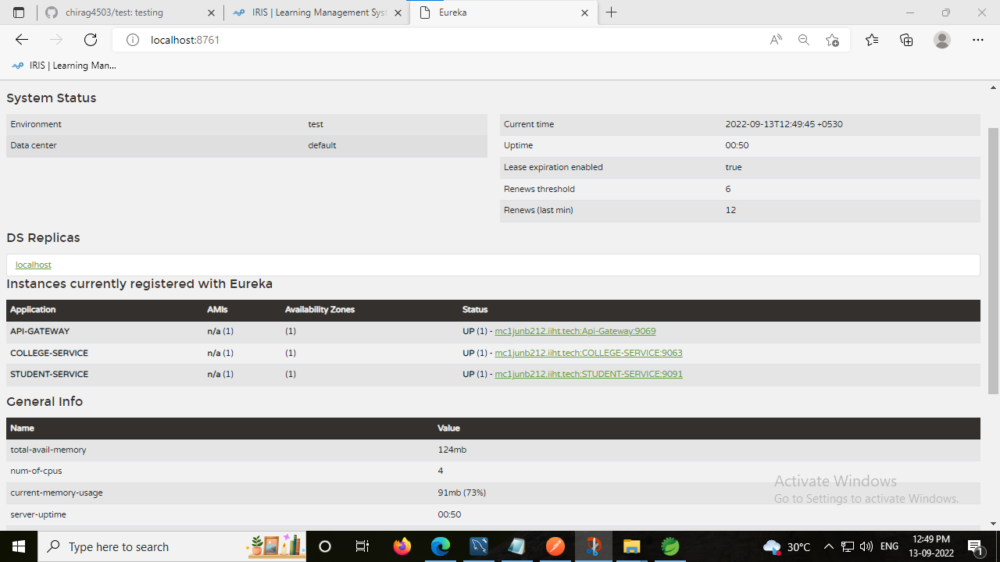 chirag4503/test: testing
IRIS | Learning Management Syst
Eureka
localhost:8761
IRIS | Learning Man...
System Status
Environment test
Data center default
Current time 2022-09-13T12:49:45 +0530
Uptime 00:50
Lease expiration enabled true
Renews threshold 6
Renews (last min) 12
DS Replicas
localhost
Instances currently registered with Eureka
Application AMIs Availability Zones Status
API-GATEWAY n/a (1) (1) UP (1) - mc1junb212.iiht.tech:Api-Gateway:9069
COLLEGE-SERVICE n/a (1) (1) UP (1) - mc1junb212.iiht.tech:COLLEGE-SERVICE:9063
STUDENT-SERVICE n/a (1) (1) UP (1) - mc1junb212.iiht.tech:STUDENT-SERVICE:9091
General Info
Name Value
total-avail-memory 124mb
num-of-cpus 4
current-memory-usage 91mb (73%)
server-uptime 00:50
Activate Windows
Go to Settings to activate Windows.
Type here to search
30°C
ENG
12:49 PM
13-09-2022
1